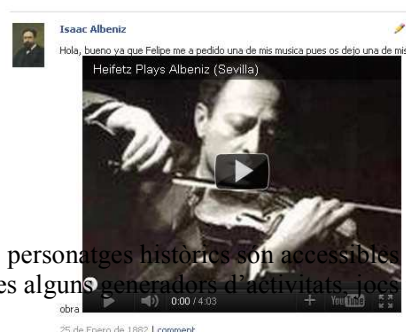 Isaac Albeniz
Hola, bueno ya que Felipe me a pedido una de mis musica pues os dejo una de mis
Heifetz Plays Albeniz (Sevilla)
personatges històrics són accessibles
es alguns generadors d'activitats, jocs
obra
0:00 / 4:03
YouTube
25 de Enero de 1882 | comment